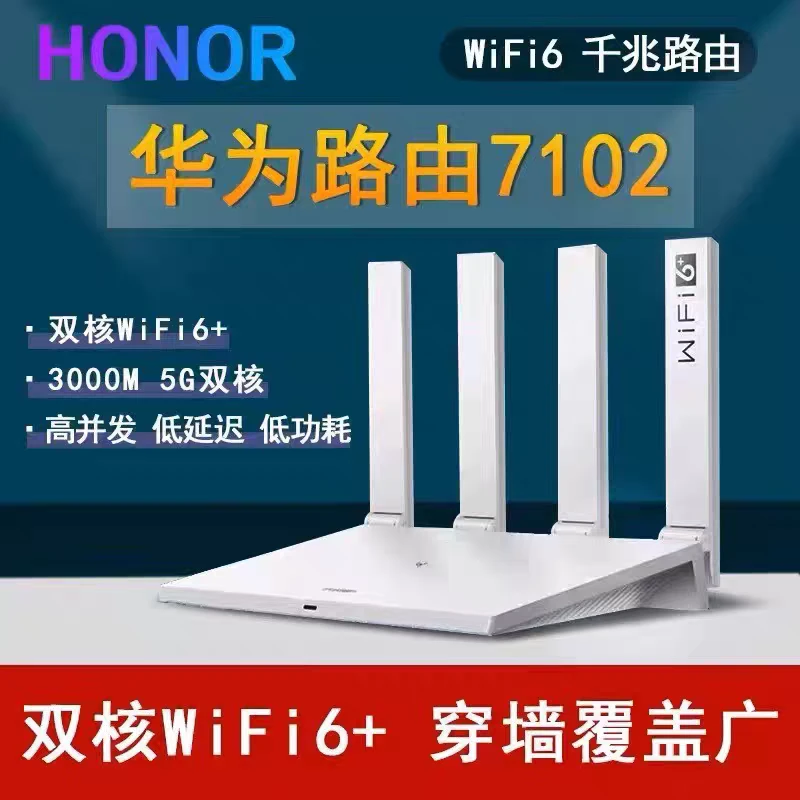 HONOR
WiFi6 千兆路由
华为路由7102
· 双核WiFi6+
· 3000M 5G双核
· 高并发 低延迟 低功耗
WiFi6+
双核WiFi6+ 穿墙覆盖广